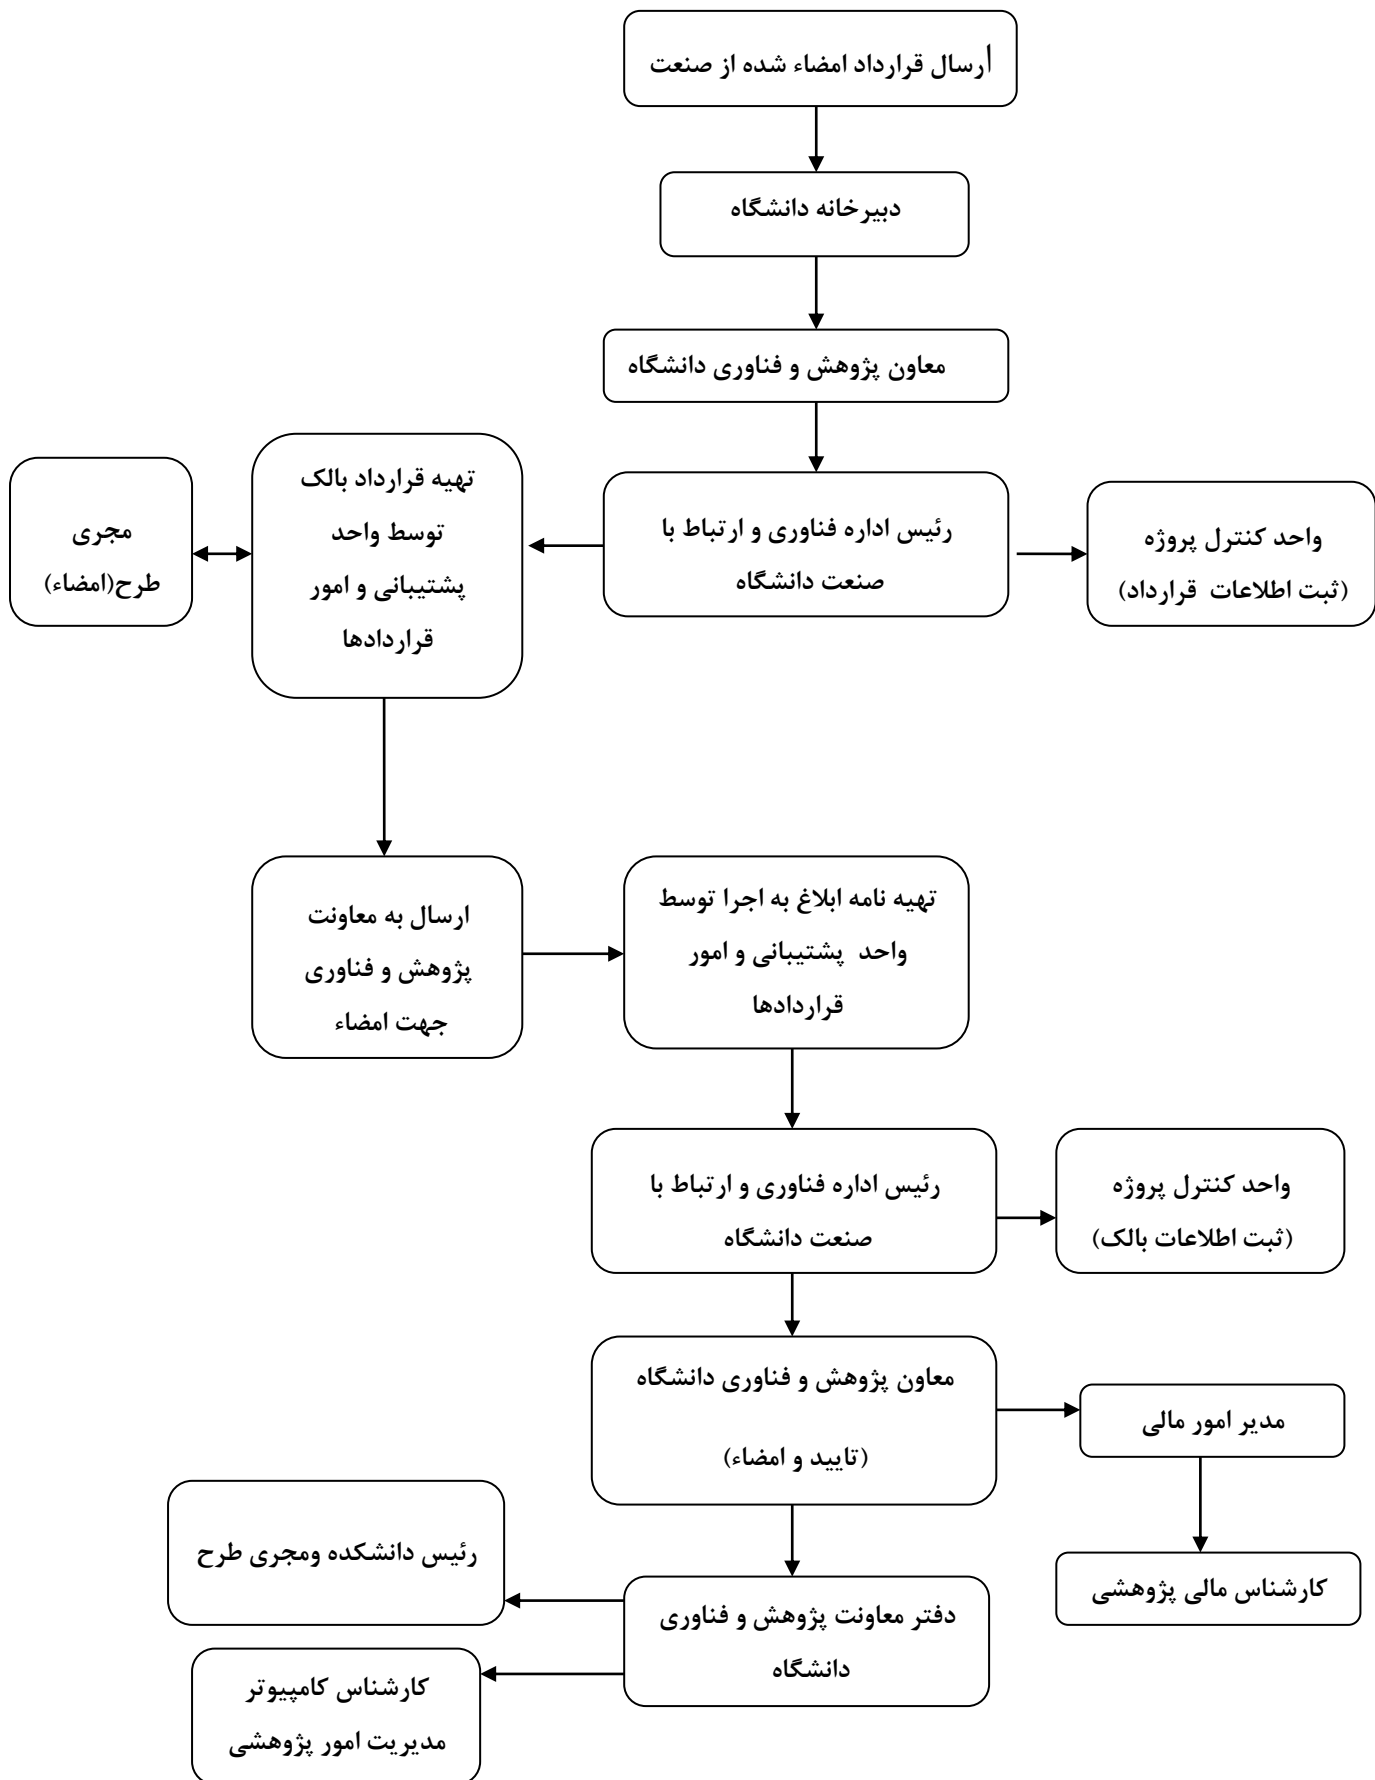 أرسال قرارداد امضاء شده از صنعت
دبیرخانه دانشگاه
معاون پژوهش و فناوری دانشگاه
رئیس اداره فناوری و ارتباط با
صنعت دانشگاه
واحد کنترل پروژه
(ثبت اطلاعات قرارداد)
تهیه قرارداد بالک
توسط واحد
پشتیبانی و امور
قراردادها
مجری
طرح(امضاء)
ارسال به معاونت
پژوهش و فناوری
جهت امضاء
تهیه نامه ابلاغ به اجرا توسط
واحد پشتیبانی و امور
قراردادها
رئیس اداره فناوری و ارتباط با
صنعت دانشگاه
واحد کنترل پروژه
(ثبت اطلاعات بالک)
معاون پژوهش و فناوری دانشگاه
(تایید و امضاء)
مدیر امور مالی
کارشناس مالی پژوهشی
دفتر معاونت پژوهش و فناوری
دانشگاه
رئیس دانشکده ومجری طرح
کارشناس کامپیوتر
مدیریت امور پژوهشی